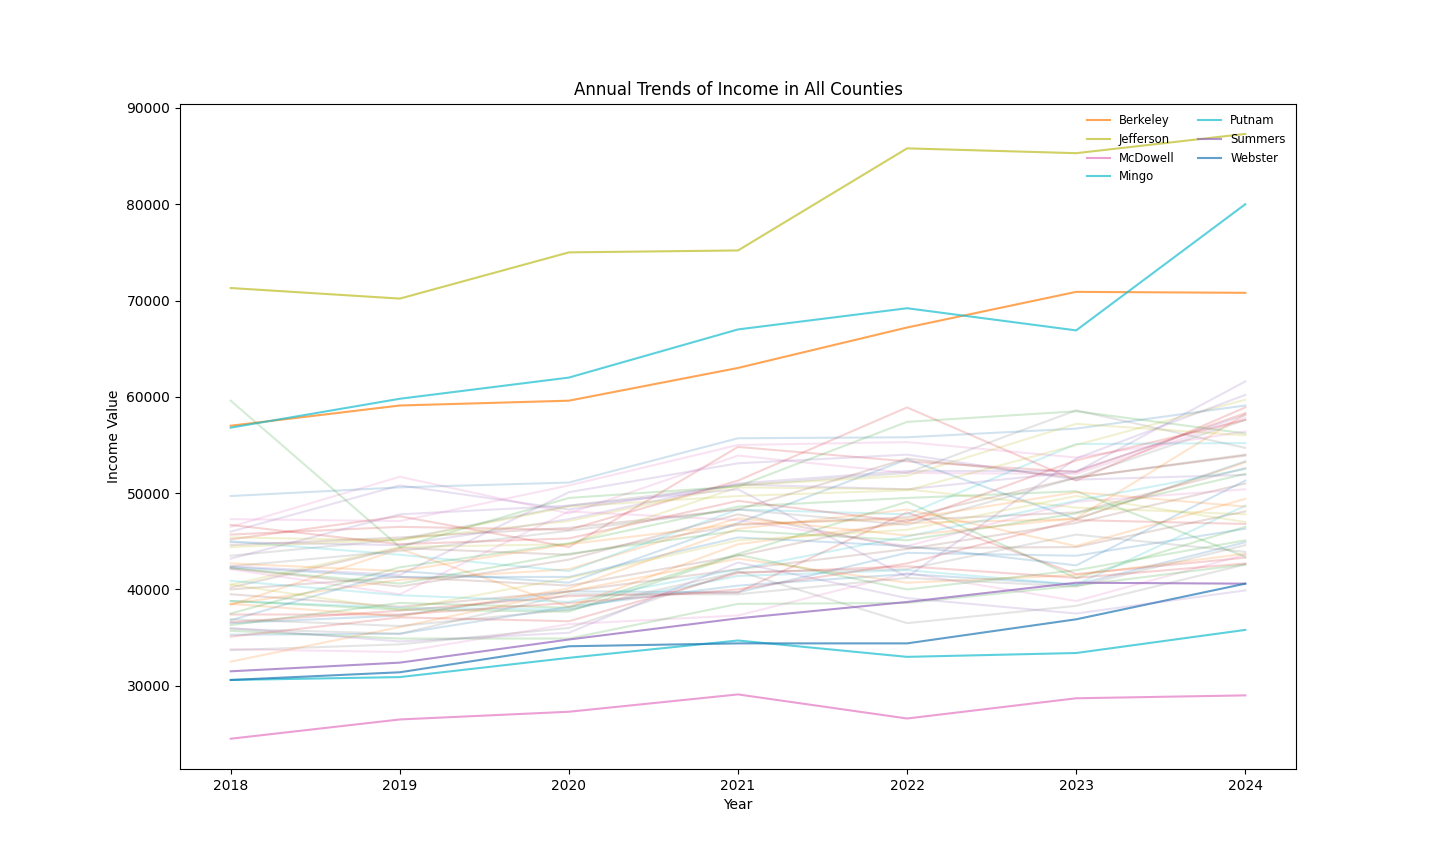 Annual Trends of Income in All Counties
90000
80000
70000
60000
50000
40000
30000
Income Value
Berkeley
Jefferson
McDowell
Mingo
Putnam
Summers
Webster
2018 2019 2020 2021 2022 2023 2024
Year